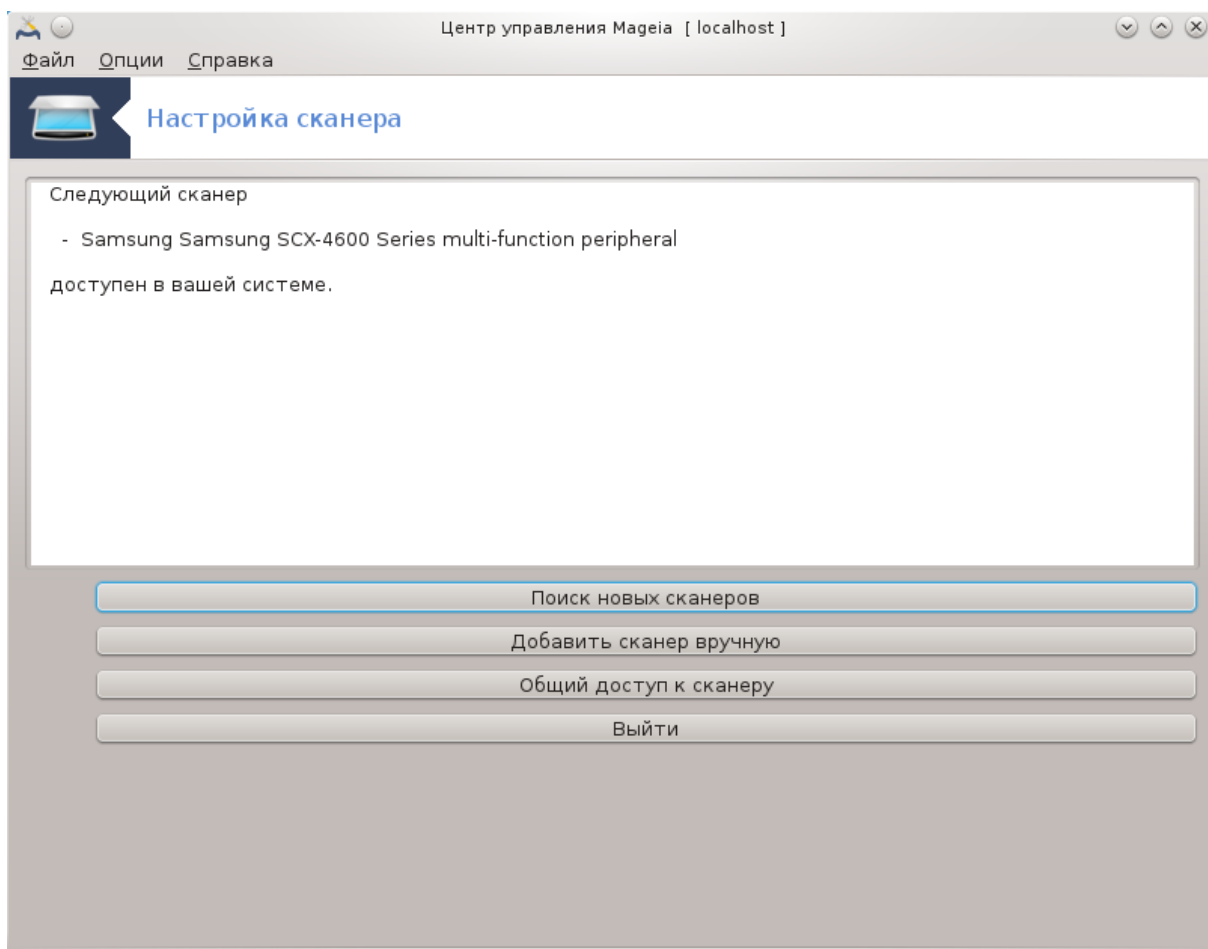 Центр управления Mageia [ localhost ]
Файл Опции Справка
Настройка сканера
Следующий сканер
- Samsung Samsung SCX-4600 Series multi-function peripheral
доступен в вашей системе.
Поиск новых сканеров
Добавить сканер вручную
Общий доступ к сканеру
Выйти